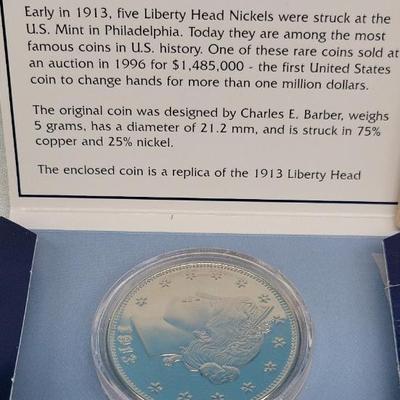 Early in 1913, five Liberty Head Nickels were struck at the
U.S. Mint in Philadelphia. Today they are among the most
famous coins in U.S. history. One of these rare coins sold at
an auction in 1996 for $1,485,000 - the first United States
coin to change hands for more than one million dollars.
The original coin was designed by Charles E. Barber, weighs
5 grams, has a diameter of 21.2 mm, and is struck in 75%
copper and 25% nickel.
The enclosed coin is a replica of the 1913 Liberty Head
1913